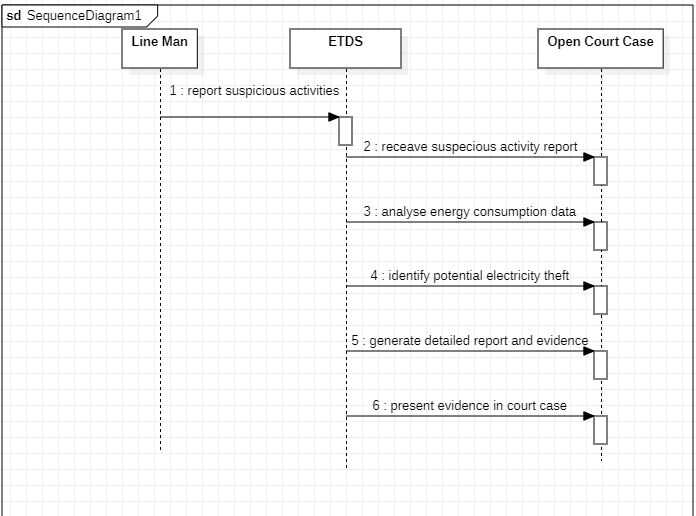 sd SequenceDiagram1
Line Man
ETDS
Open Court Case
1 : report suspicious activities
2 : receave suspecious activity report
3 : analyse energy consumption data
4 : identify potential electricity theft
5 : generate detailed report and evidence
6 : present evidence in court case